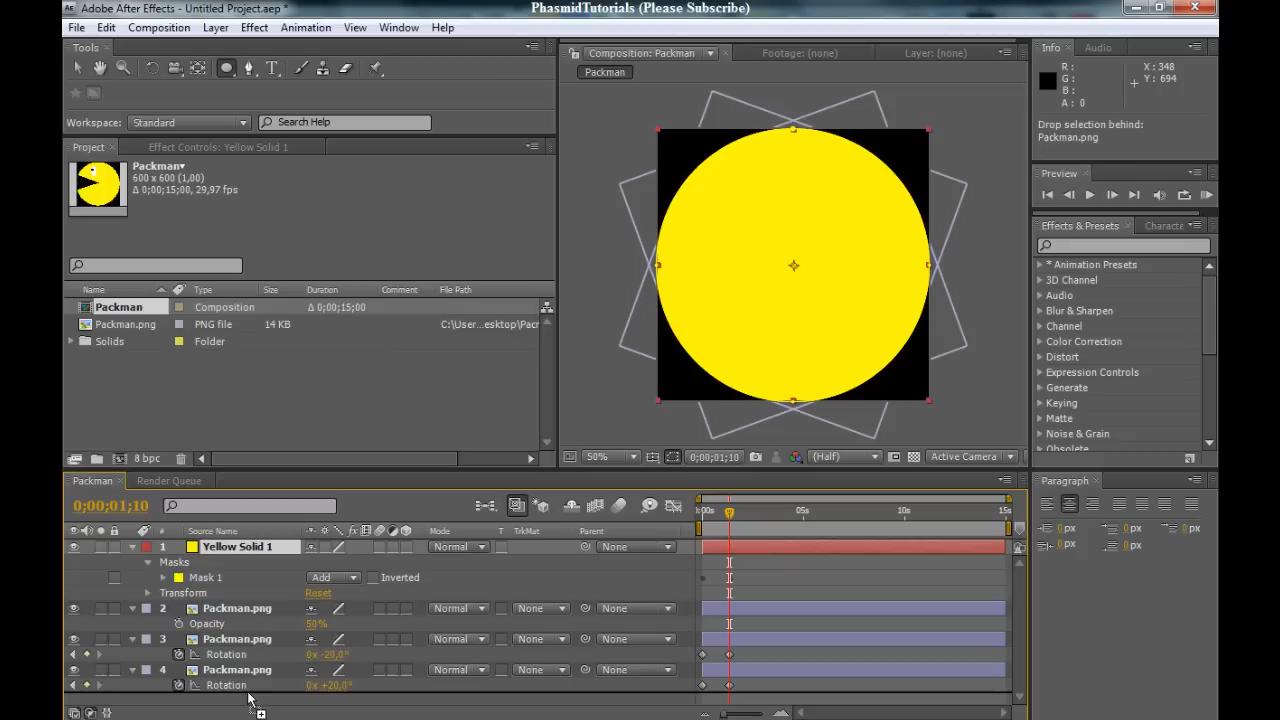 Adobe After Effects - Untitled Project.aep *
PhasmidTutorials (Please Subscribe)
File Edit Composition Layer Effect Animation View Window Help
Tools
Workspace: Standard Search Help
Project Effect Controls: Yellow Solid 1
Packman▾
600 x 600 (1,00)
Δ 0;00;15;00, 29,97 fps
Name Type Size Duration Comment File Path
Packman Composition Δ 0;00;15;00
Packman.png PNG file 14 KB C:\User...esktop\Pacr
Solids Folder
8 bpc
Composition: Packman Footage: (none) Layer: (none)
Packman
50% 0;00;01;10 (Half) Active Camera
Info Audio
R : X : 348
G : Y : 694
B :
A : 0
Drop selection behind:
Packman.png
Preview
Effects & Presets Characte
* Animation Presets
3D Channel
Audio
Blur & Sharpen
Channel
Color Correction
Distort
Expression Controls
Generate
Keying
Matte
Noise & Grain
Obsolete
Packman Render Queue
0;00;01;10
# Source Name Mode T TrkMat Parent
:00s 05s 10s 15s
1 Yellow Solid 1 Normal None
Masks
Mask 1 Add Inverted
Transform Reset
2 Packman.png Normal None None
Opacity 50%
3 Packman.png Normal None None
Rotation 0x -20,0°
4 Packman.png Normal None None
Rotation 0x +20,0°
Paragraph
0 px 0 px 0 px
0 px 0 px